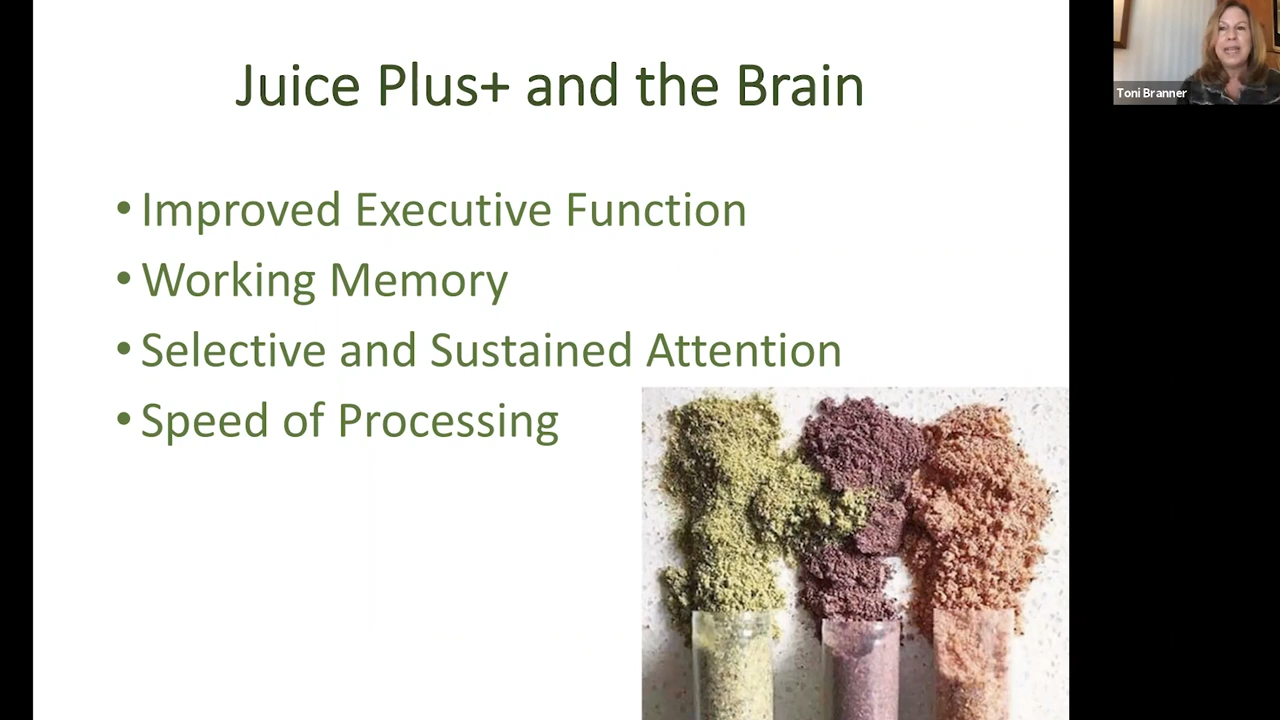 Juice Plus+ and the Brain
• Improved Executive Function
• Working Memory
• Selective and Sustained Attention
• Speed of Processing
Toni Branner